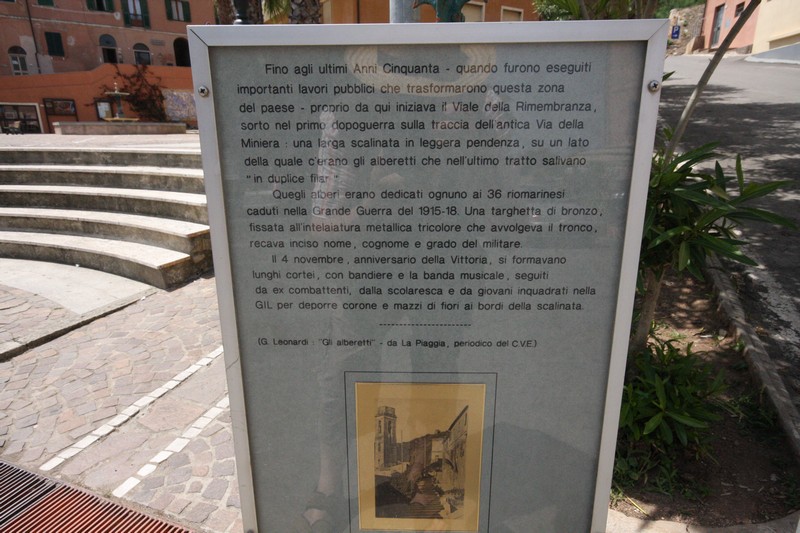 Fino agli ultimi Anni Cinquanta - quando furono eseguiti
importanti lavori pubblici che trasformarono questa zona
del paese - proprio da qui iniziava il Viale della Rimembranza,
sorto nel primo dopoguerra sulla traccia dell'antica Via della
Miniera : una larga scalinata in leggera pendenza, su un lato
della quale c'erano gli alberetti che nell'ultimo tratto salivano
"in duplice filar"
Quegli alberi erano dedicati ognuno ai 36 riomarinesi
caduti nella Grande Guerra del 1915-18. Una targhetta di bronzo,
fissata all'intelaiatura metallica tricolore che avvolgeva il tronco,
recava inciso nome, cognome e grado del militare.
Il 4 novembre, anniversario della Vittoria, si formavano
lunghi cortei, con bandiere e la banda musicale, seguiti
da ex combattenti, dalla scolaresca e da giovani inquadrati nella
GIL per deporre corone e mazzi di fiori ai bordi della scalinata.
(G. Leonardi : "Gli alberetti" - da La Piaggia, periodico del C.V.E.)